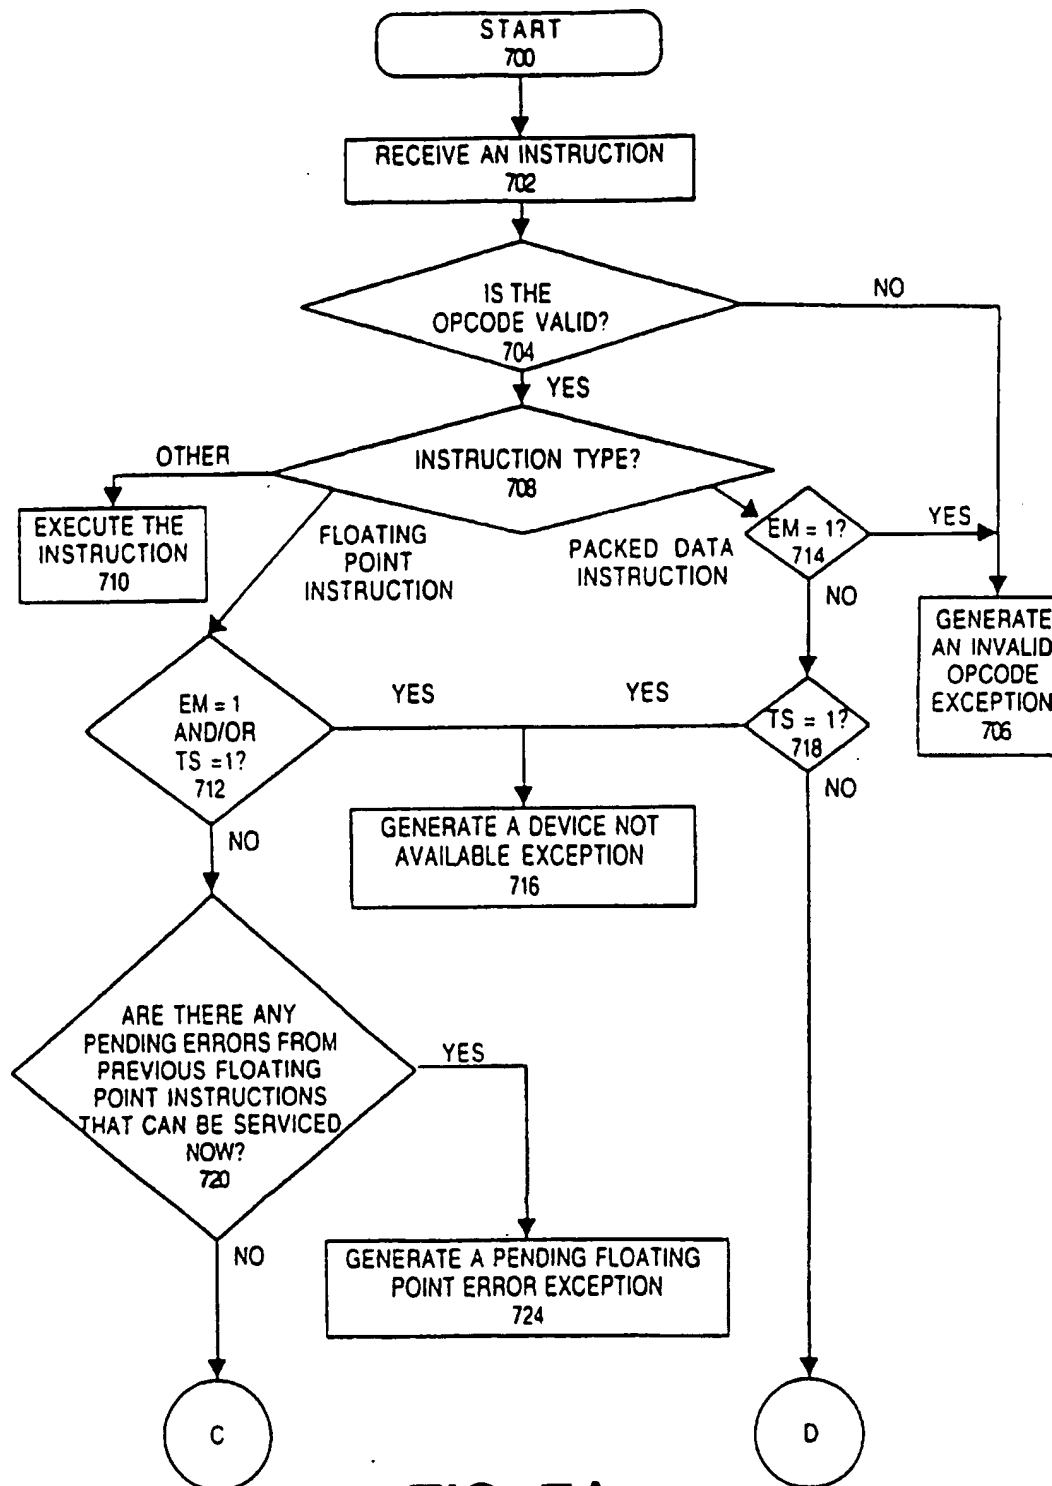 START
700
RECEIVE AN INSTRUCTION
702
IS THE
OPCODE VALID?
704
NO
YES
INSTRUCTION TYPE?
708
OTHER
EXECUTE THE
INSTRUCTION
710
FLOATING
POINT
INSTRUCTION
PACKED DATA
INSTRUCTION
EM = 1?
714
YES
NO
GENERATE
AN INVALID
OPCODE
EXCEPTION
706
EM = 1
AND/OR
TS =1?
712
YES
YES
TS = 1?
718
NO
NO
GENERATE A DEVICE NOT
AVAILABLE EXCEPTION
716
ARE THERE ANY
PENDING ERRORS FROM
PREVIOUS FLOATING
POINT INSTRUCTIONS
THAT CAN BE SERVICED
NOW?
720
YES
NO
GENERATE A PENDING FLOATING
POINT ERROR EXCEPTION
724
C
D